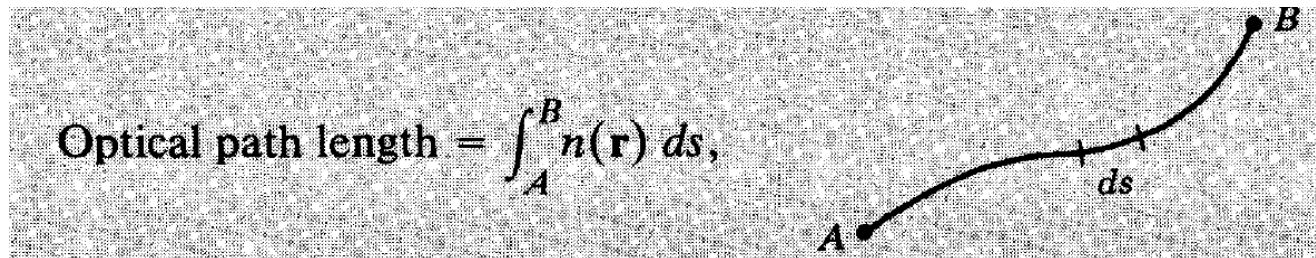 Optical path length = ∫_A^B n(r) ds,
B
ds
A